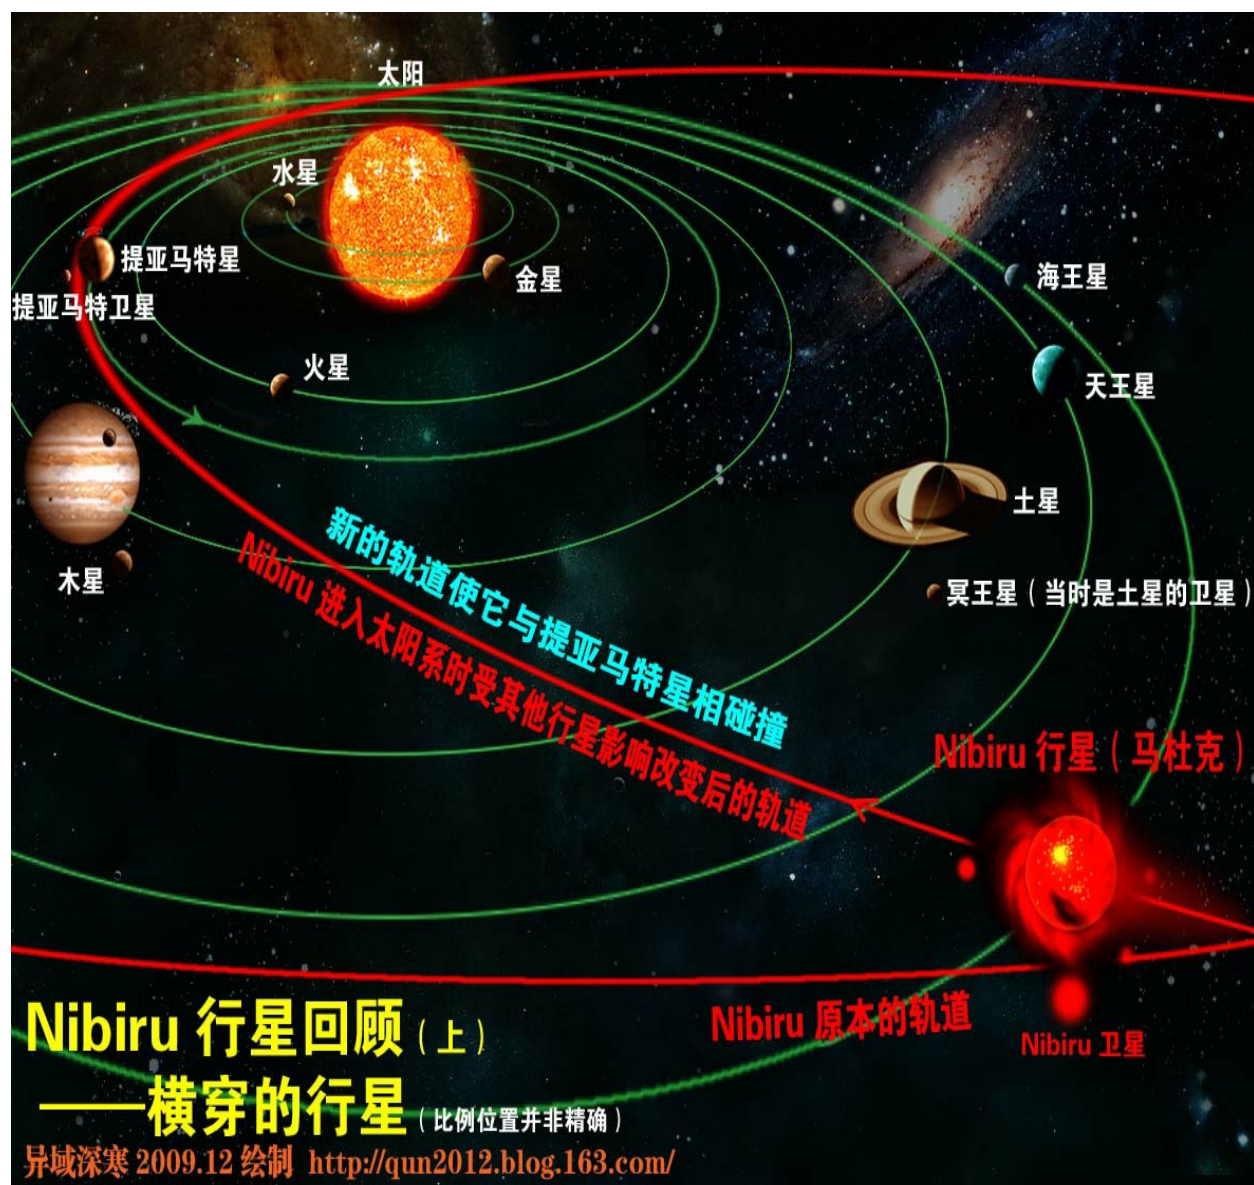 太阳
水星
提亚马特星
金星
海王星
提亚马特卫星
火星
天王星
土星
木星
冥王星（当时是土星的卫星）
新的轨道使它与提亚马特星相碰撞
Nibiru 进入太阳系时受其他行星影响改变后的轨道
Nibiru 行星（马杜克）
Nibiru 原本的轨道
Nibiru 卫星
Nibiru 行星回顾（上）
——横穿的行星（比例位置并非精确）
异域深寒 2009.12 绘制 http://qun2012.blog.163.com/